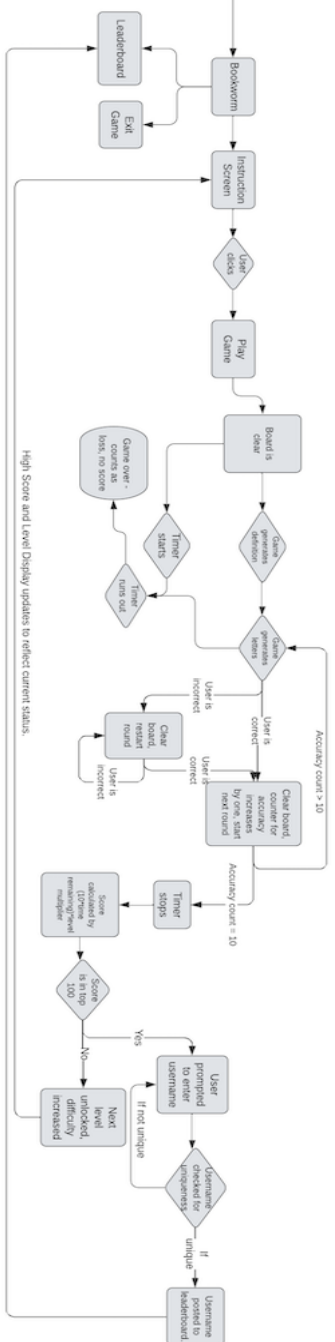 Bookworm
Leaderboard
Exit
Game
Instruction
Screen
User
clicks
Play
Game
Board is
clear
Game
generates
definition
Timer
starts
Game
generates
letters
Timer
runs out
Game over -
counts as
loss, no score
User is
incorrect
User is
correct
Clear
board,
restart
round
User is
incorrect
User is
correct
Clear board,
counter for
accuracy
increases
by one, start
next round
Accuracy count > 10
Accuracy count = 10
Timer
stops
Score
calculated by
(10*time
remaining)*level
multiplier
Score
is in top
100
Yes
No
User
prompted
to enter
username
Next
level
unlocked,
difficulty
increased
If not unique
Username
checked for
uniqueness
If
unique
Username
posted to
leaderboard
High Score and Level Display updates to reflect current status.